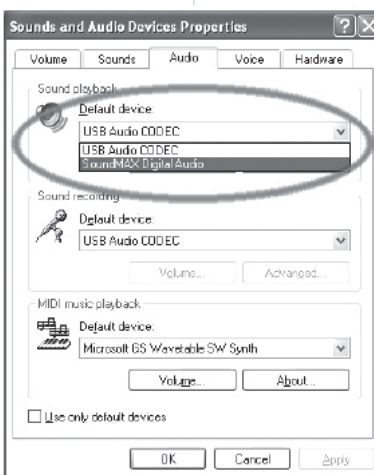 Sounds and Audio Devices Properties
Volume Sounds Audio Voice Hardware
Sound playback
Default device:
USB Audio CODEC
USB Audio CODEC
SoundMAX Digital Audio
Sound recording
Default device:
USB Audio CODEC
Volume... Advanced...
MIDI music playback
Default device:
Microsoft GS Wavetable SW Synth
Volume... About...
Use only default devices
OK Cancel Apply